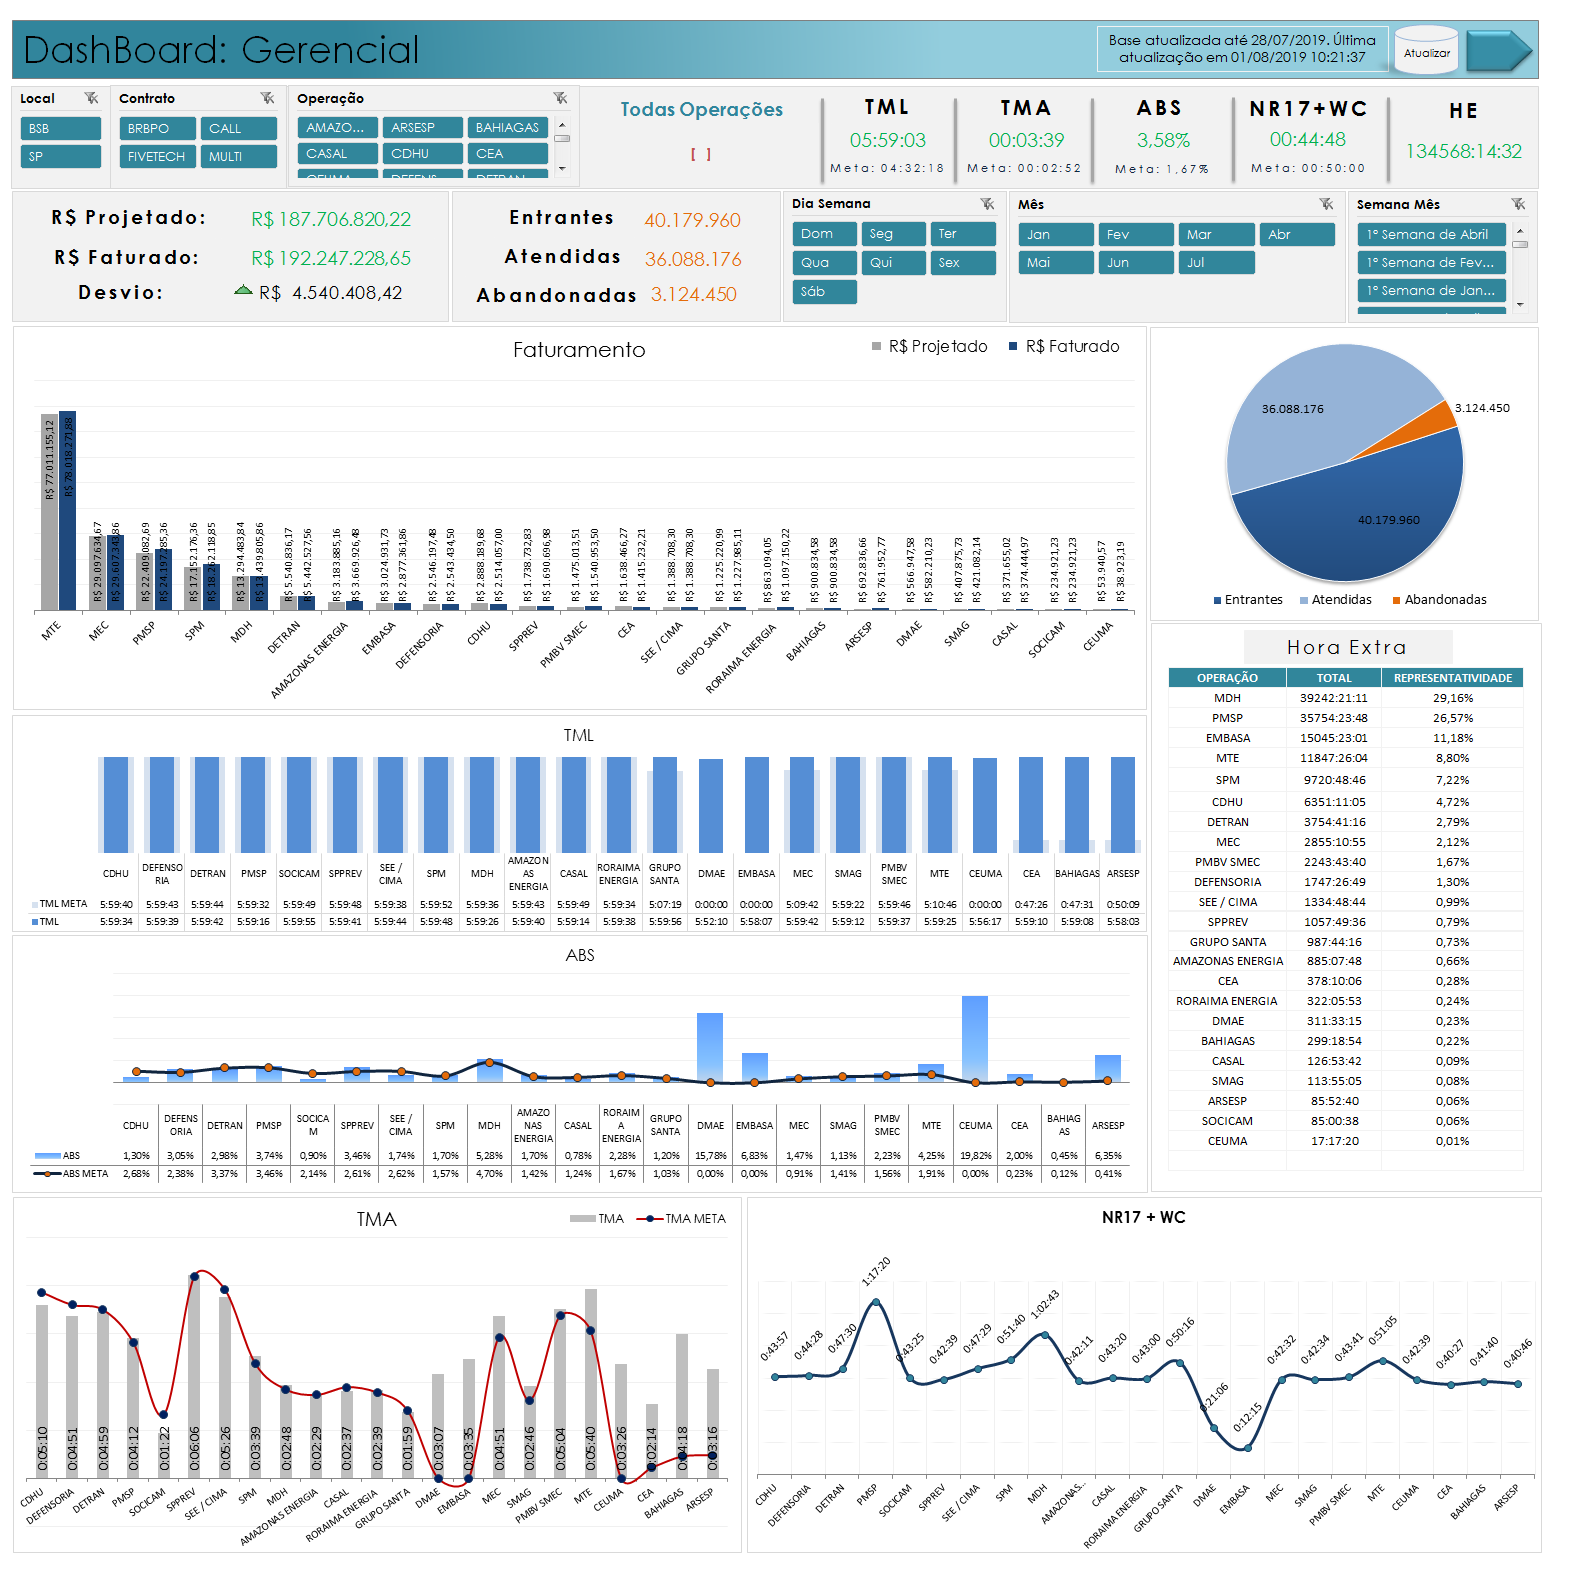 DashBoard: Gerencial
Base atualizada até 28/07/2019. Última
atualização em 01/08/2019 10:21:37
Atualizar
Local
BSB
SP
Contrato
BRBPO CALL
FIVETECH MULTI
Operação
AMAZO... ARSESP BAHIAGAS
CASAL CDHU CEA
CEUMA DEFENS... DETRAN
Todas Operações
[ ]
TML
05:59:03
Meta: 04:32:18
TMA
00:03:39
Meta: 00:02:52
ABS
3,58%
Meta: 1,67%
NR17+WC
00:44:48
Meta: 00:50:00
HE
134568:14:32
R$ Projetado: R$ 187.706.820,22
R$ Faturado: R$ 192.247.228,65
Desvio: R$ 4.540.408,42
Entrantes 40.179.960
Atendidas 36.088.176
Abandonadas 3.124.450
Dia Semana
Dom Seg Ter
Qua Qui Sex
Sáb
Mês
Jan Fev Mar Abr
Mai Jun Jul
Semana Mês
1º Semana de Abril
1º Semana de Fev...
1º Semana de Jan...
Faturamento
R$ Projetado R$ Faturado
R$ 77.011.155,12 R$ 78.018.271,88
R$ 29.097.634,67 R$ 29.607.343,86
R$ 22.409.082,69 R$ 24.197.285,36
R$ 17.152.176,36 R$ 18.262.118,85
R$ 13.294.483,84 R$ 13.439.805,86
R$ 5.540.836,17 R$ 5.442.527,56
R$ 3.183.885,16 R$ 3.669.926,48
R$ 3.024.931,73 R$ 2.877.361,86
R$ 2.546.197,48 R$ 2.543.434,50
R$ 2.888.189,68 R$ 2.514.057,00
R$ 1.738.732,83 R$ 1.690.696,98
R$ 1.475.013,51 R$ 1.540.953,50
R$ 1.638.466,27 R$ 1.415.232,21
R$ 1.388.708,30 R$ 1.388.708,30
R$ 1.225.220,99 R$ 1.227.985,11
R$ 863.094,05 R$ 1.097.150,22
R$ 900.834,58 R$ 900.834,58
R$ 692.836,66 R$ 761.952,77
R$ 566.947,58 R$ 582.210,23
R$ 407.875,73 R$ 421.082,14
R$ 371.655,02 R$ 374.444,97
R$ 234.921,23 R$ 234.921,23
R$ 53.940,57 R$ 38.923,19
MTE MEC PMSP SPM MDH DETRAN AMAZONAS ENERGIA EMBASA DEFENSORIA CDHU SPPREV PMBV SMEC CEA SEE / CIMA GRUPO SANTA RORAIMA ENERGIA BAHIAGAS ARSESP DMAE SMAG CASAL SOCICAM CEUMA
36.088.176
3.124.450
40.179.960
Entrantes Atendidas Abandonadas
Hora Extra
OPERAÇÃO TOTAL REPRESENTATIVIDADE
MDH 39242:21:11 29,16%
PMSP 35754:23:48 26,57%
EMBASA 15045:23:01 11,18%
MTE 11847:26:04 8,80%
SPM 9720:48:46 7,22%
CDHU 6351:11:05 4,72%
DETRAN 3754:41:16 2,79%
MEC 2855:10:55 2,12%
PMBV SMEC 2243:43:40 1,67%
DEFENSORIA 1747:26:49 1,30%
SEE / CIMA 1334:48:44 0,99%
SPPREV 1057:49:36 0,79%
GRUPO SANTA 987:44:16 0,73%
AMAZONAS ENERGIA 885:07:48 0,66%
CEA 378:10:06 0,28%
RORAIMA ENERGIA 322:05:53 0,24%
DMAE 311:33:15 0,23%
BAHIAGAS 299:18:54 0,22%
CASAL 126:53:42 0,09%
SMAG 113:55:05 0,08%
ARSESP 85:52:40 0,06%
SOCICAM 85:00:38 0,06%
CEUMA 17:17:20 0,01%
TML
CDHU DEFENSORIA DETRAN PMSP SOCICAM SPPREV SEE / CIMA SPM MDH AMAZONAS ENERGIA CASAL RORAIMA ENERGIA GRUPO SANTA DMAE EMBASA MEC SMAG PMBV SMEC MTE CEUMA CEA BAHIAGAS ARSESP
TML META 5:59:40 5:59:43 5:59:44 5:59:32 5:59:49 5:59:48 5:59:38 5:59:52 5:59:36 5:59:43 5:59:49 5:59:34 5:07:19 0:00:00 0:00:00 5:09:42 5:59:22 5:59:46 5:10:46 0:00:00 0:47:26 0:47:31 0:50:09
TML 5:59:34 5:59:39 5:59:42 5:59:16 5:59:55 5:59:41 5:59:44 5:59:48 5:59:26 5:59:40 5:59:14 5:59:38 5:59:56 5:52:10 5:58:07 5:59:42 5:59:12 5:59:37 5:59:25 5:56:17 5:59:10 5:59:08 5:58:03
ABS
CDHU DEFENSORIA DETRAN PMSP SOCICAM SPPREV SEE / CIMA SPM MDH AMAZONAS ENERGIA CASAL RORAIMA ENERGIA GRUPO SANTA DMAE EMBASA MEC SMAG PMBV SMEC MTE CEUMA CEA BAHIAGAS ARSESP
ABS 1,30% 3,05% 2,98% 3,74% 0,90% 3,46% 1,74% 1,70% 5,28% 1,70% 0,78% 2,28% 1,20% 15,78% 6,83% 1,47% 1,13% 2,23% 4,25% 19,82% 2,00% 0,45% 6,35%
ABS META 2,68% 2,38% 3,37% 3,46% 2,14% 2,61% 2,62% 1,57% 4,70% 1,42% 1,24% 1,67% 1,03% 0,00% 0,00% 0,91% 1,41% 1,56% 1,91% 0,00% 0,23% 0,12% 0,41%
TMA
TMA TMA META
0:05:10 0:04:51 0:04:59 0:04:12 0:01:22 0:06:06 0:05:26 0:03:39 0:02:48 0:02:29 0:02:37 0:02:39 0:01:59 0:03:07 0:03:35 0:04:51 0:02:46 0:05:04 0:05:40 0:03:26 0:02:14 0:04:18 0:03:16
CDHU DEFENSORIA DETRAN PMSP SOCICAM SPPREV SEE / CIMA SPM MDH AMAZONAS ENERGIA CASAL RORAIMA ENERGIA GRUPO SANTA DMAE EMBASA MEC SMAG PMBV SMEC MTE CEUMA CEA BAHIAGAS ARSESP
NR17 + WC
0:43:57 0:44:28 0:47:30 1:17:20 0:43:25 0:42:39 0:47:29 0:51:40 1:02:43 0:42:11 0:43:20 0:43:00 0:50:16 0:21:06 0:12:15 0:42:32 0:42:34 0:43:41 0:51:05 0:42:39 0:40:27 0:41:40 0:40:46
CDHU DEFENSORIA DETRAN PMSP SOCICAM SPPREV SEE / CIMA SPM MDH AMAZONAS... CASAL RORAIMA ENERGIA GRUPO SANTA DMAE EMBASA MEC SMAG PMBV SMEC MTE CEUMA CEA BAHIAGAS ARSESP